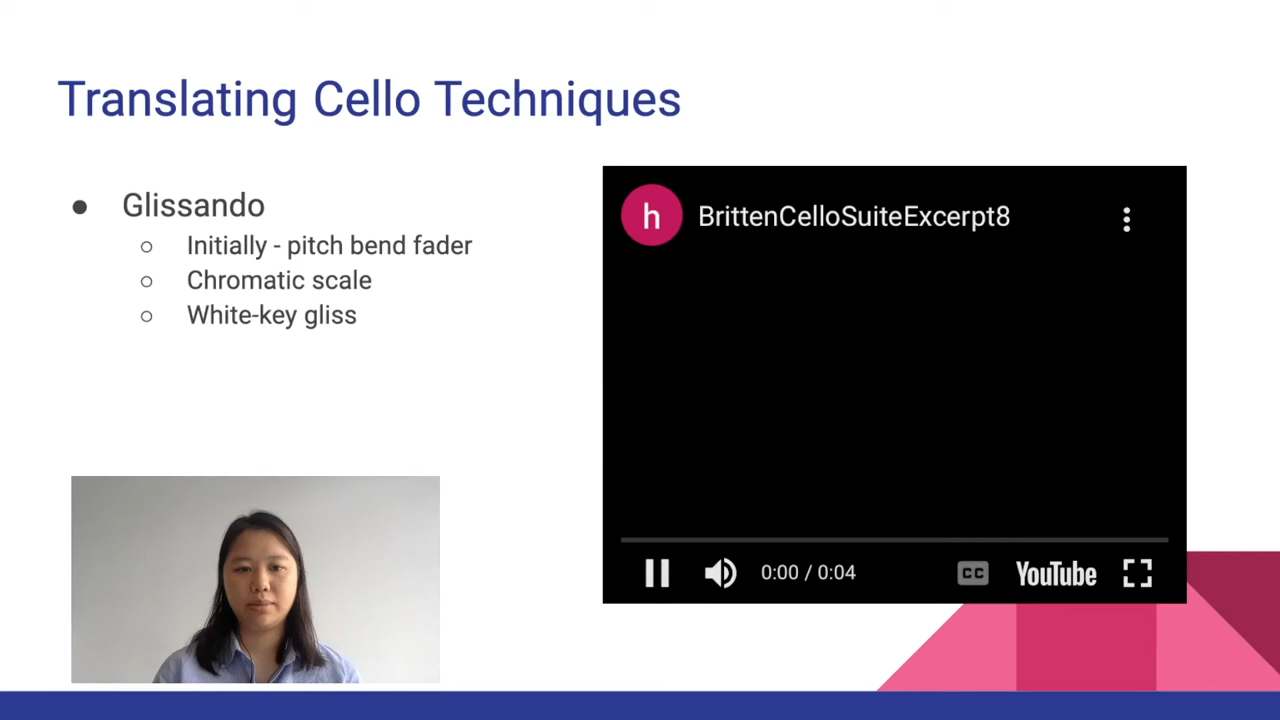 Translating Cello Techniques
● Glissando
○ Initially - pitch bend fader
○ Chromatic scale
○ White-key gliss
h BrittenCelloSuiteExcerpt8
0:00 / 0:04 CC YouTube